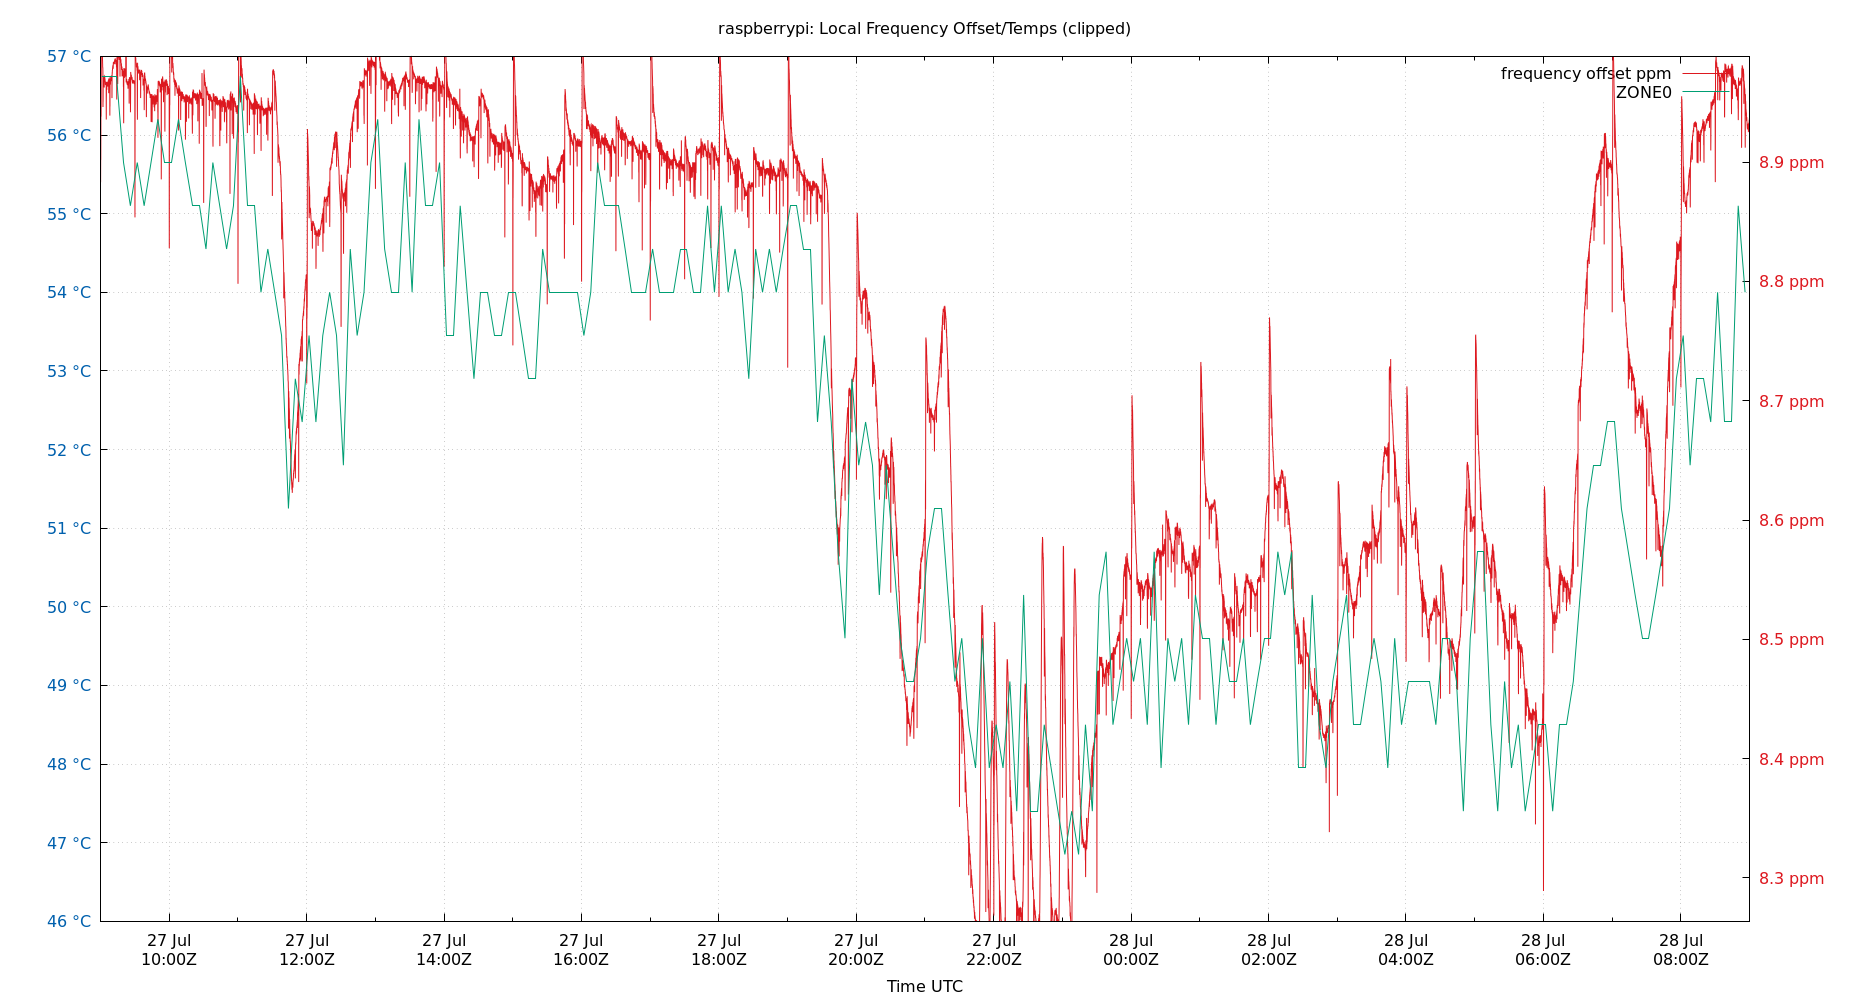 raspberrypi: Local Frequency Offset/Temps (clipped)
57 °C
56 °C
55 °C
54 °C
53 °C
52 °C
51 °C
50 °C
49 °C
48 °C
47 °C
46 °C
frequency offset ppm
ZONE0
8.9 ppm
8.8 ppm
8.7 ppm
8.6 ppm
8.5 ppm
8.4 ppm
8.3 ppm
27 Jul
10:00Z
27 Jul
12:00Z
27 Jul
14:00Z
27 Jul
16:00Z
27 Jul
18:00Z
27 Jul
20:00Z
27 Jul
22:00Z
28 Jul
00:00Z
28 Jul
02:00Z
28 Jul
04:00Z
28 Jul
06:00Z
28 Jul
08:00Z
Time UTC